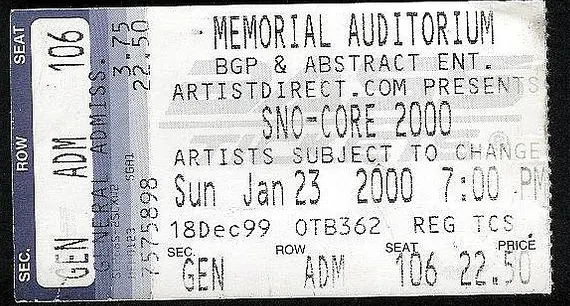 SEAT
106
ROW
ADM
SEC.
GEN
3.75
22.50
GENERAL ADMISS.
7575898
MEMORIAL AUDITORIUM
BGP & ABSTRACT ENT.
ARTISTDIRECT.COM PRESENTS
SNO-CORE 2000
ARTISTS SUBJECT TO CHANGE
Sun Jan 23 2000 7:00 PM
18Dec99 OTB362 REG TCS
SEC. ROW SEAT PRICE
GEN ADM 106 22.50